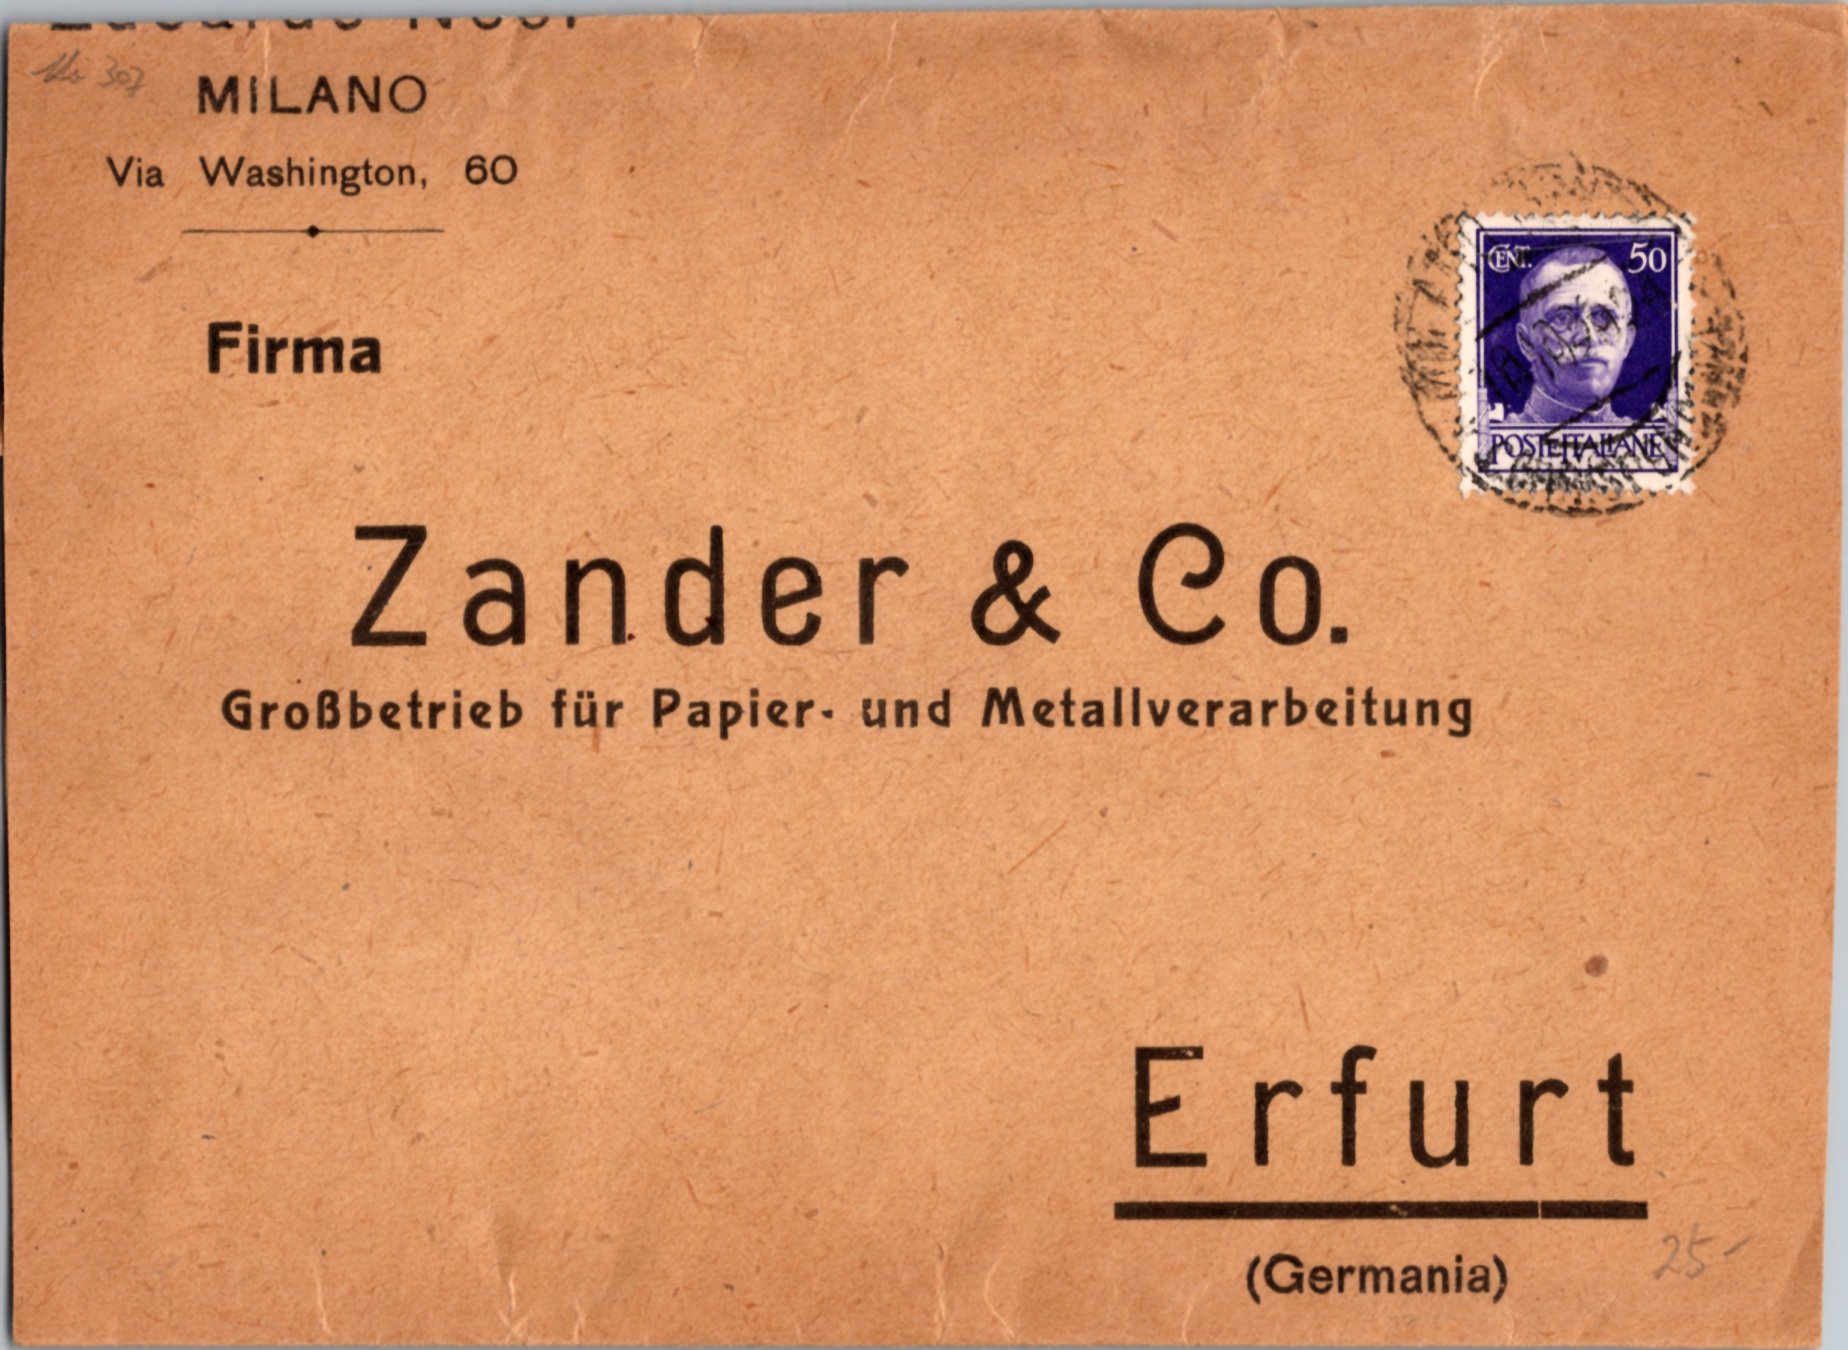 MILANO
Via Washington, 60
CENT. 50
POSTE ITALIANE
Firma
Zander & Co.
Großbetrieb für Papier- und Metallverarbeitung
Erfurt
(Germania)
25-